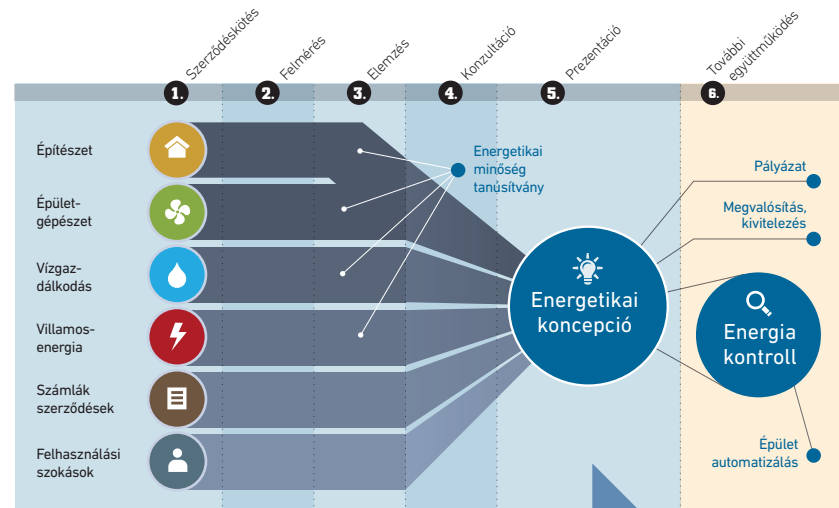 1. Szerződéskötés
2. Felmérés
3. Elemzés
4. Konzultáció
5. Prezentáció
6. További
együttműködés
Építészet
Épület-
gépészet
Vízgaz-
dálkodás
Villamos-
energia
Számlák
szerződések
Felhasználási
szokások
Energetikai
minőség
tanúsítvány
Energetikai
koncepció
Pályázat
Megvalósítás,
kivitelezés
Energia
kontroll
Épület
automatizálás